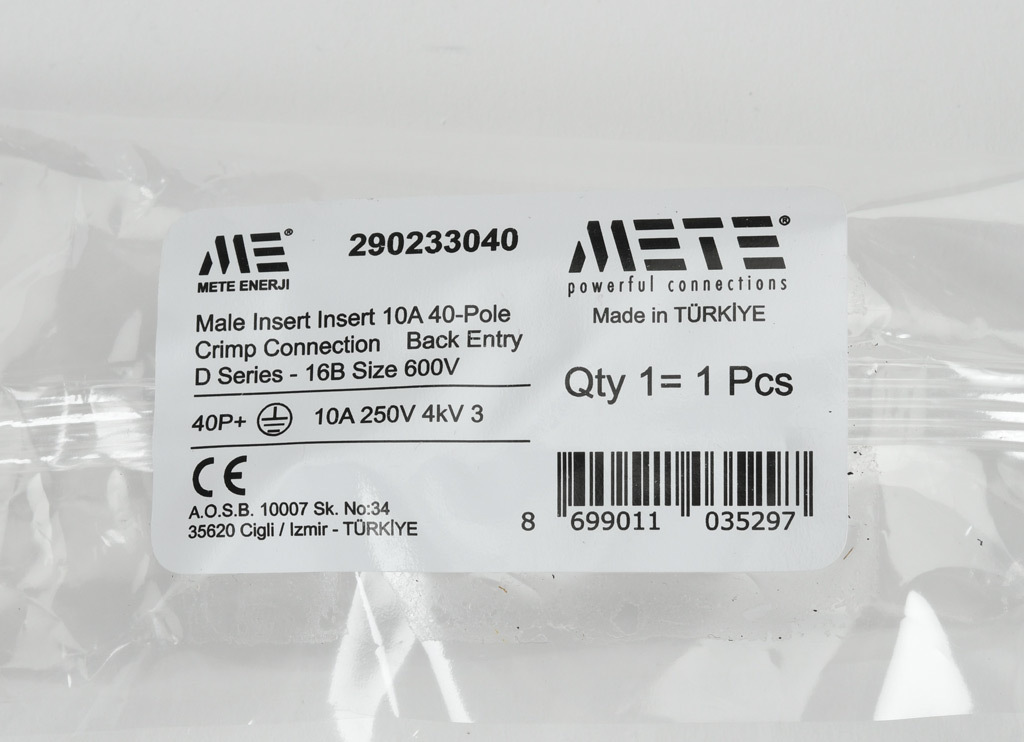 ME®
METE ENERJI
290233040
Male Insert Insert 10A 40-Pole
Crimp Connection Back Entry
D Series - 16B Size 600V
40P+ 10A 250V 4kV 3
CE
A.O.S.B. 10007 Sk. No:34
35620 Cigli / Izmir - TÜRKİYE
METE®
powerful connections
Made in TÜRKİYE
Qty 1= 1 Pcs
8 699011 035297